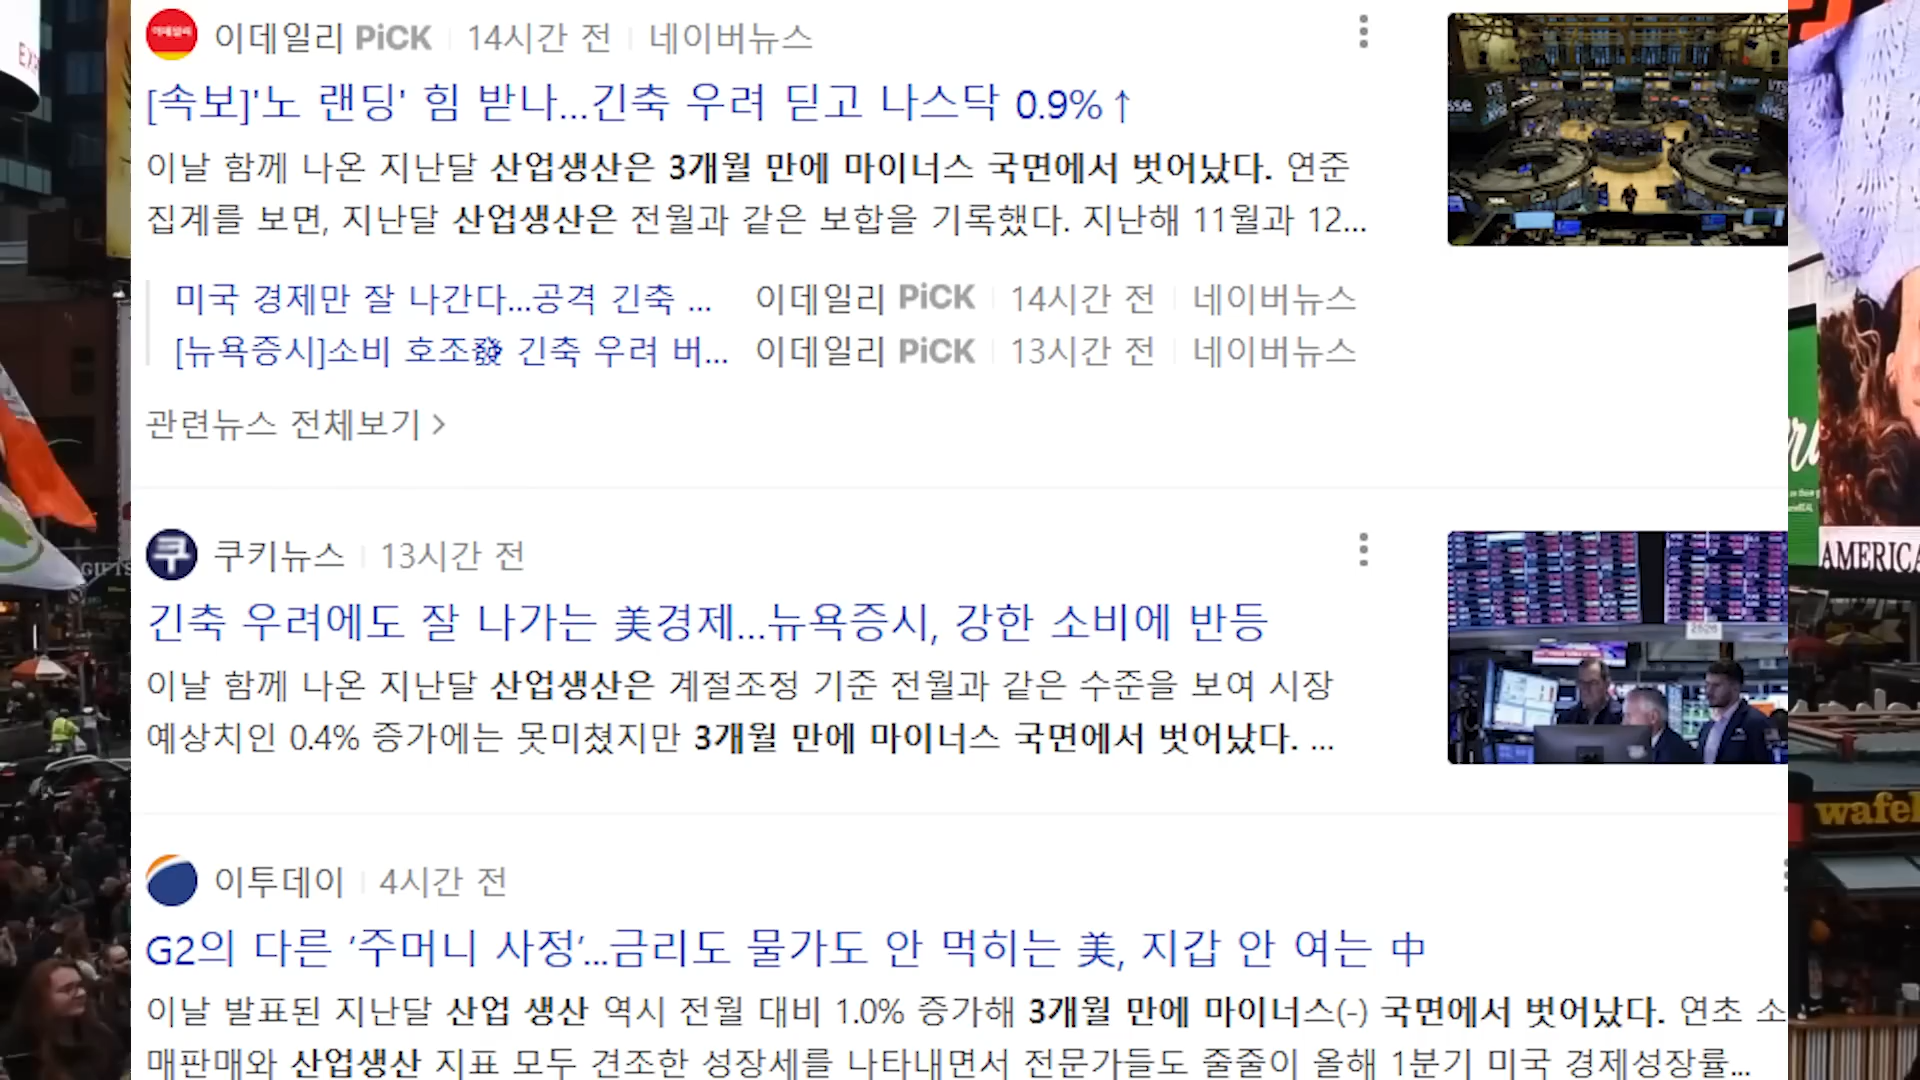 이데일리 PiCK 14시간 전 네이버뉴스
[속보]'노 랜딩' 힘 받나...긴축 우려 딛고 나스닥 0.9%↑
이날 함께 나온 지난달 산업생산은 3개월 만에 마이너스 국면에서 벗어났다. 연준
집계를 보면, 지난달 산업생산은 전월과 같은 보합을 기록했다. 지난해 11월과 12...
미국 경제만 잘 나간다...공격 긴축 ... 이데일리 PiCK 14시간 전 네이버뉴스
[뉴욕증시]소비 호조發 긴축 우려 버... 이데일리 PiCK 13시간 전 네이버뉴스
관련뉴스 전체보기 >
쿠
쿠키뉴스 13시간 전
긴축 우려에도 잘 나가는 美경제...뉴욕증시, 강한 소비에 반등
이날 함께 나온 지난달 산업생산은 계절조정 기준 전월과 같은 수준을 보여 시장
예상치인 0.4% 증가에는 못미쳤지만 3개월 만에 마이너스 국면에서 벗어났다. ...
이투데이 4시간 전
G2의 다른 ‘주머니 사정’...금리도 물가도 안 먹히는 美, 지갑 안 여는 中
이날 발표된 지난달 산업 생산 역시 전월 대비 1.0% 증가해 3개월 만에 마이너스(-) 국면에서 벗어났다. 연초 소
매판매와 산업생산 지표 모두 견조한 성장세를 나타내면서 전문가들도 줄줄이 올해 1분기 미국 경제성장률...
GIFTS
AMERICA
wafel